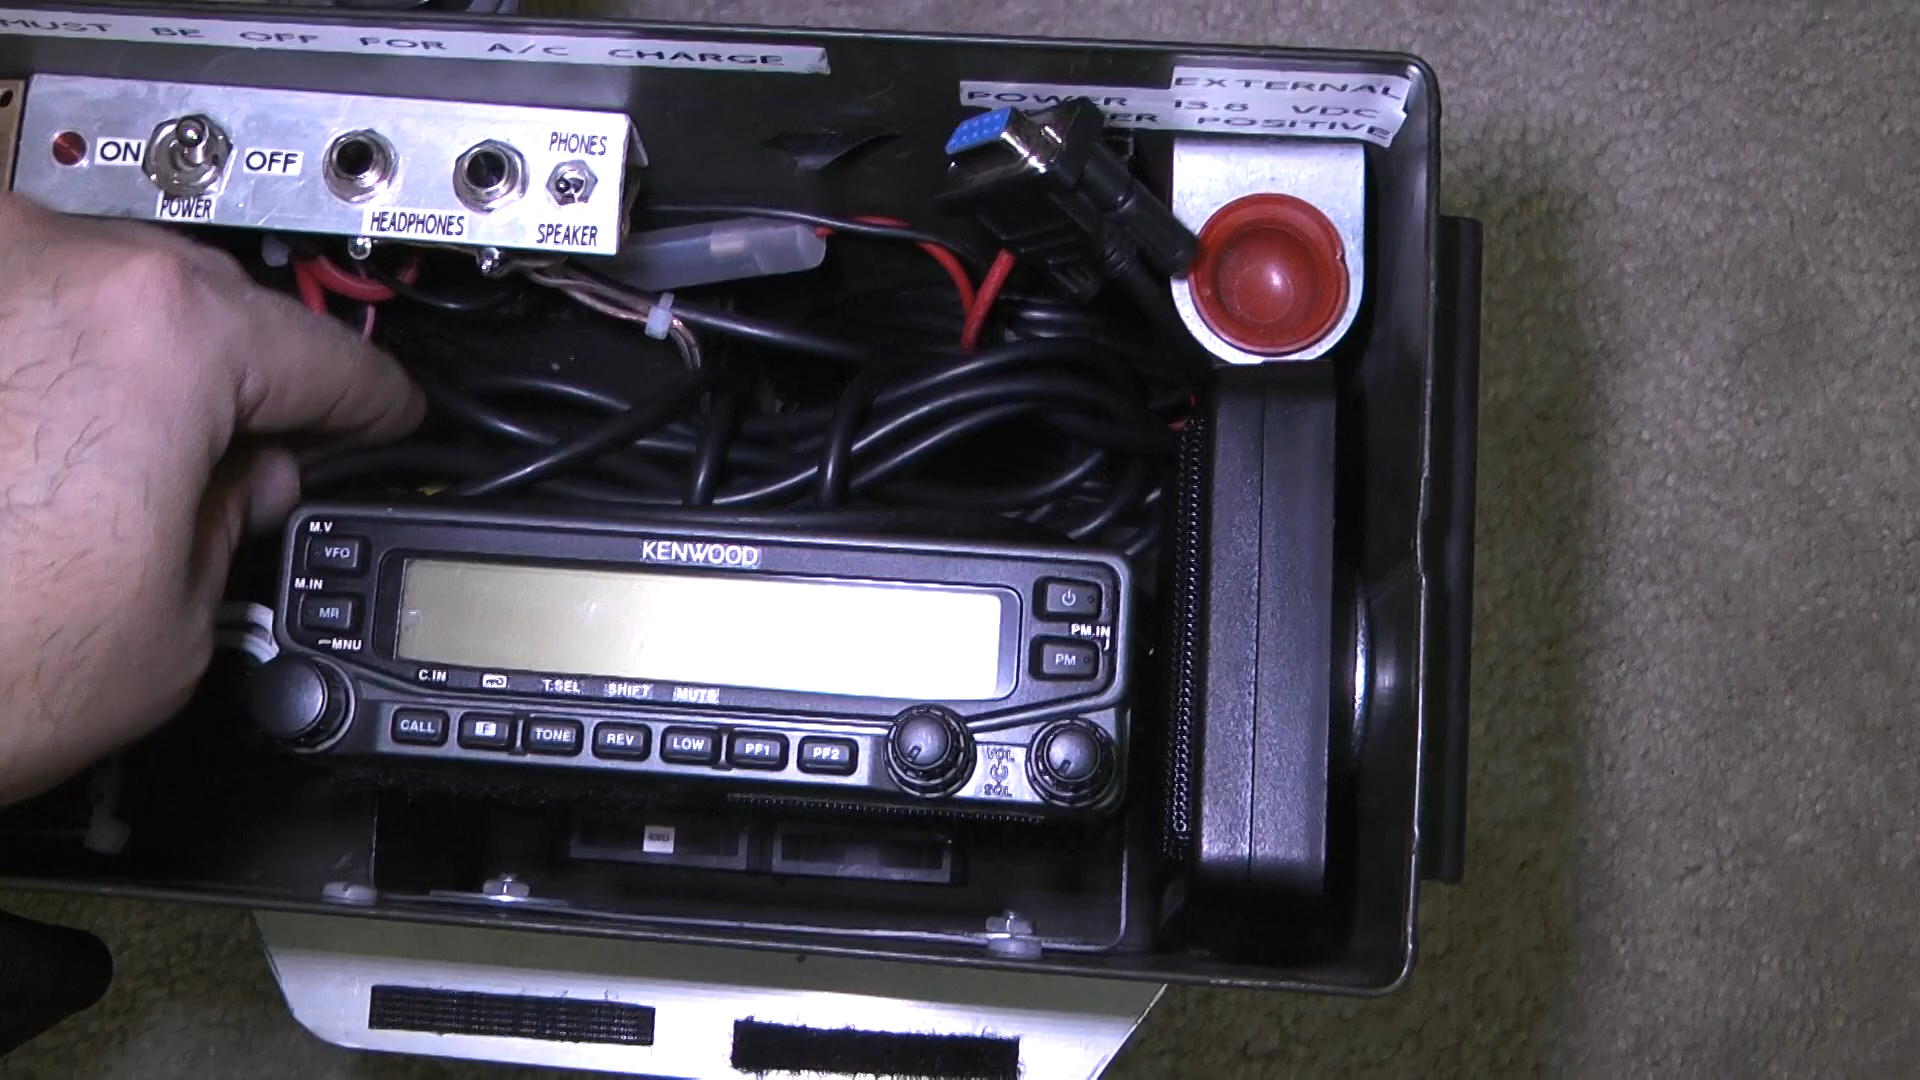 MUST BE OFF FOR A/C CHARGE
EXTERNAL
POWER 13.8 VDC
POSITIVE
ON
OFF
POWER
HEADPHONES
PHONES
SPEAKER
KENWOOD
M.V
VFO
M.IN
MR
MNU
PM.IN
PM
C.IN
T.SEL
SHIFT
MUTE
CALL
F
TONE
REV
LOW
PF1
PF2
VOL
SQL